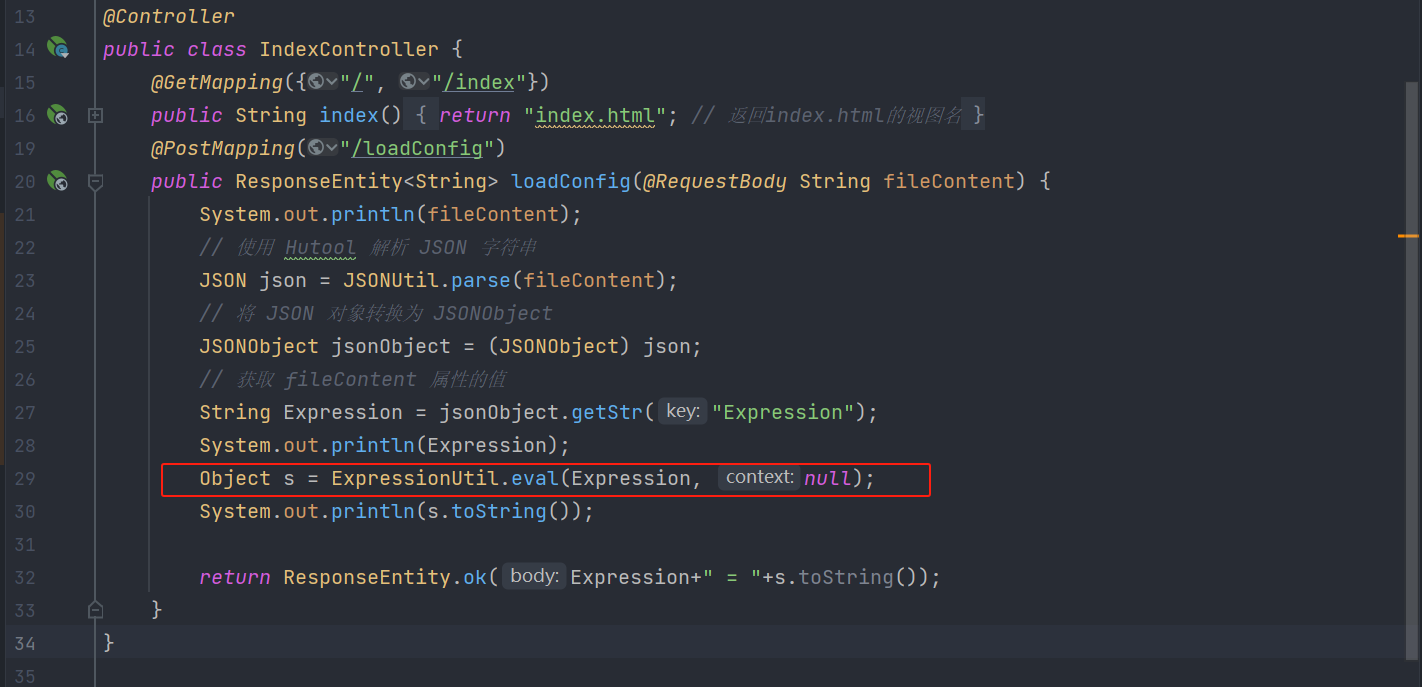 13 @Controller
14 public class IndexController {
15 @GetMapping({"/", "/index"})
16 public String index() { return "index.html"; // 返回index.html的视图名 }
19 @PostMapping("/loadConfig")
20 public ResponseEntity<String> loadConfig(@RequestBody String fileContent) {
21 System.out.println(fileContent);
22 // 使用 Hutool 解析 JSON 字符串
23 JSON json = JSONUtil.parse(fileContent);
24 // 将 JSON 对象转换为 JSONObject
25 JSONObject jsonObject = (JSONObject) json;
26 // 获取 fileContent 属性的值
27 String Expression = jsonObject.getStr( key: "Expression");
28 System.out.println(Expression);
29 Object s = ExpressionUtil.eval(Expression, context: null);
30 System.out.println(s.toString());
31
32 return ResponseEntity.ok( body: Expression+" = "+s.toString());
33 }
34 }
35